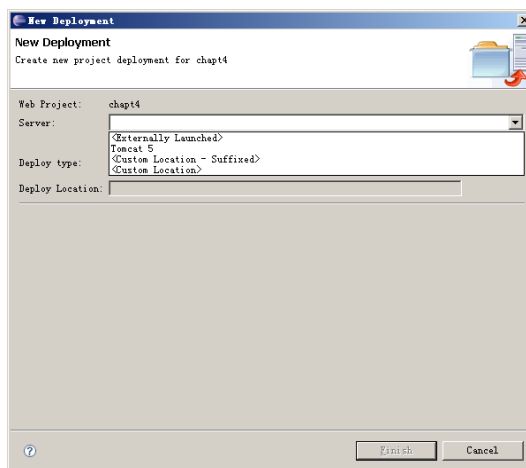 New Deployment
New Deployment
Create new project deployment for chapt4
Web Project: chapt4
Server:
<Externally Launched>
Tomcat 5
<Custom Location - Suffixed>
<Custom Location>
Deploy type:
Deploy Location:
Finish Cancel